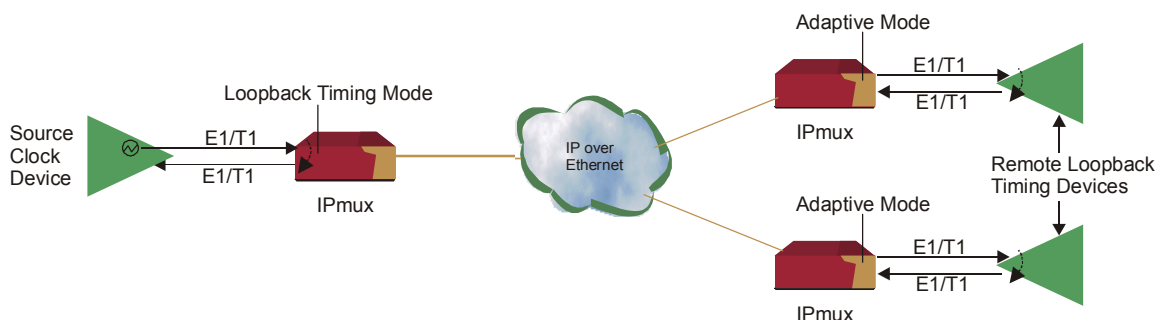 Adaptive Mode
E1/T1
E1/T1
IPmux
Loopback Timing Mode
Source
Clock
Device
E1/T1
E1/T1
IPmux
IP over
Ethernet
Remote Loopback
Timing Devices
Adaptive Mode
E1/T1
E1/T1
IPmux